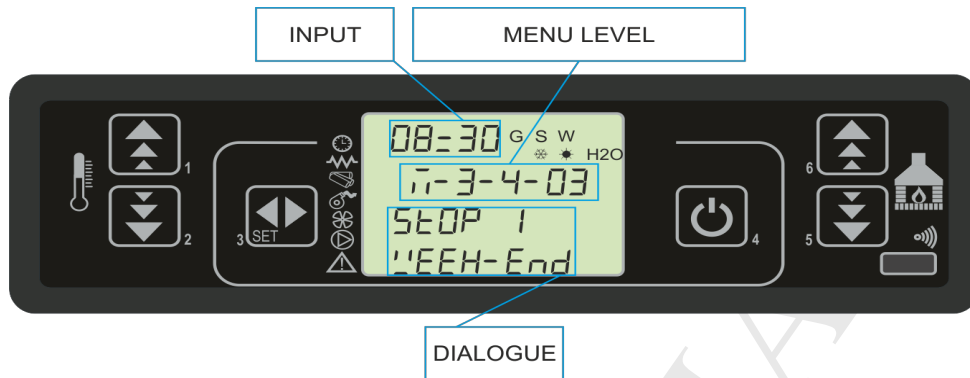 INPUT
MENU LEVEL
08:30 G S W
H2O
1
6
M-3-4-03
2
3 SET
StOP 1
4
5
WEEK-End
DIALOGUE